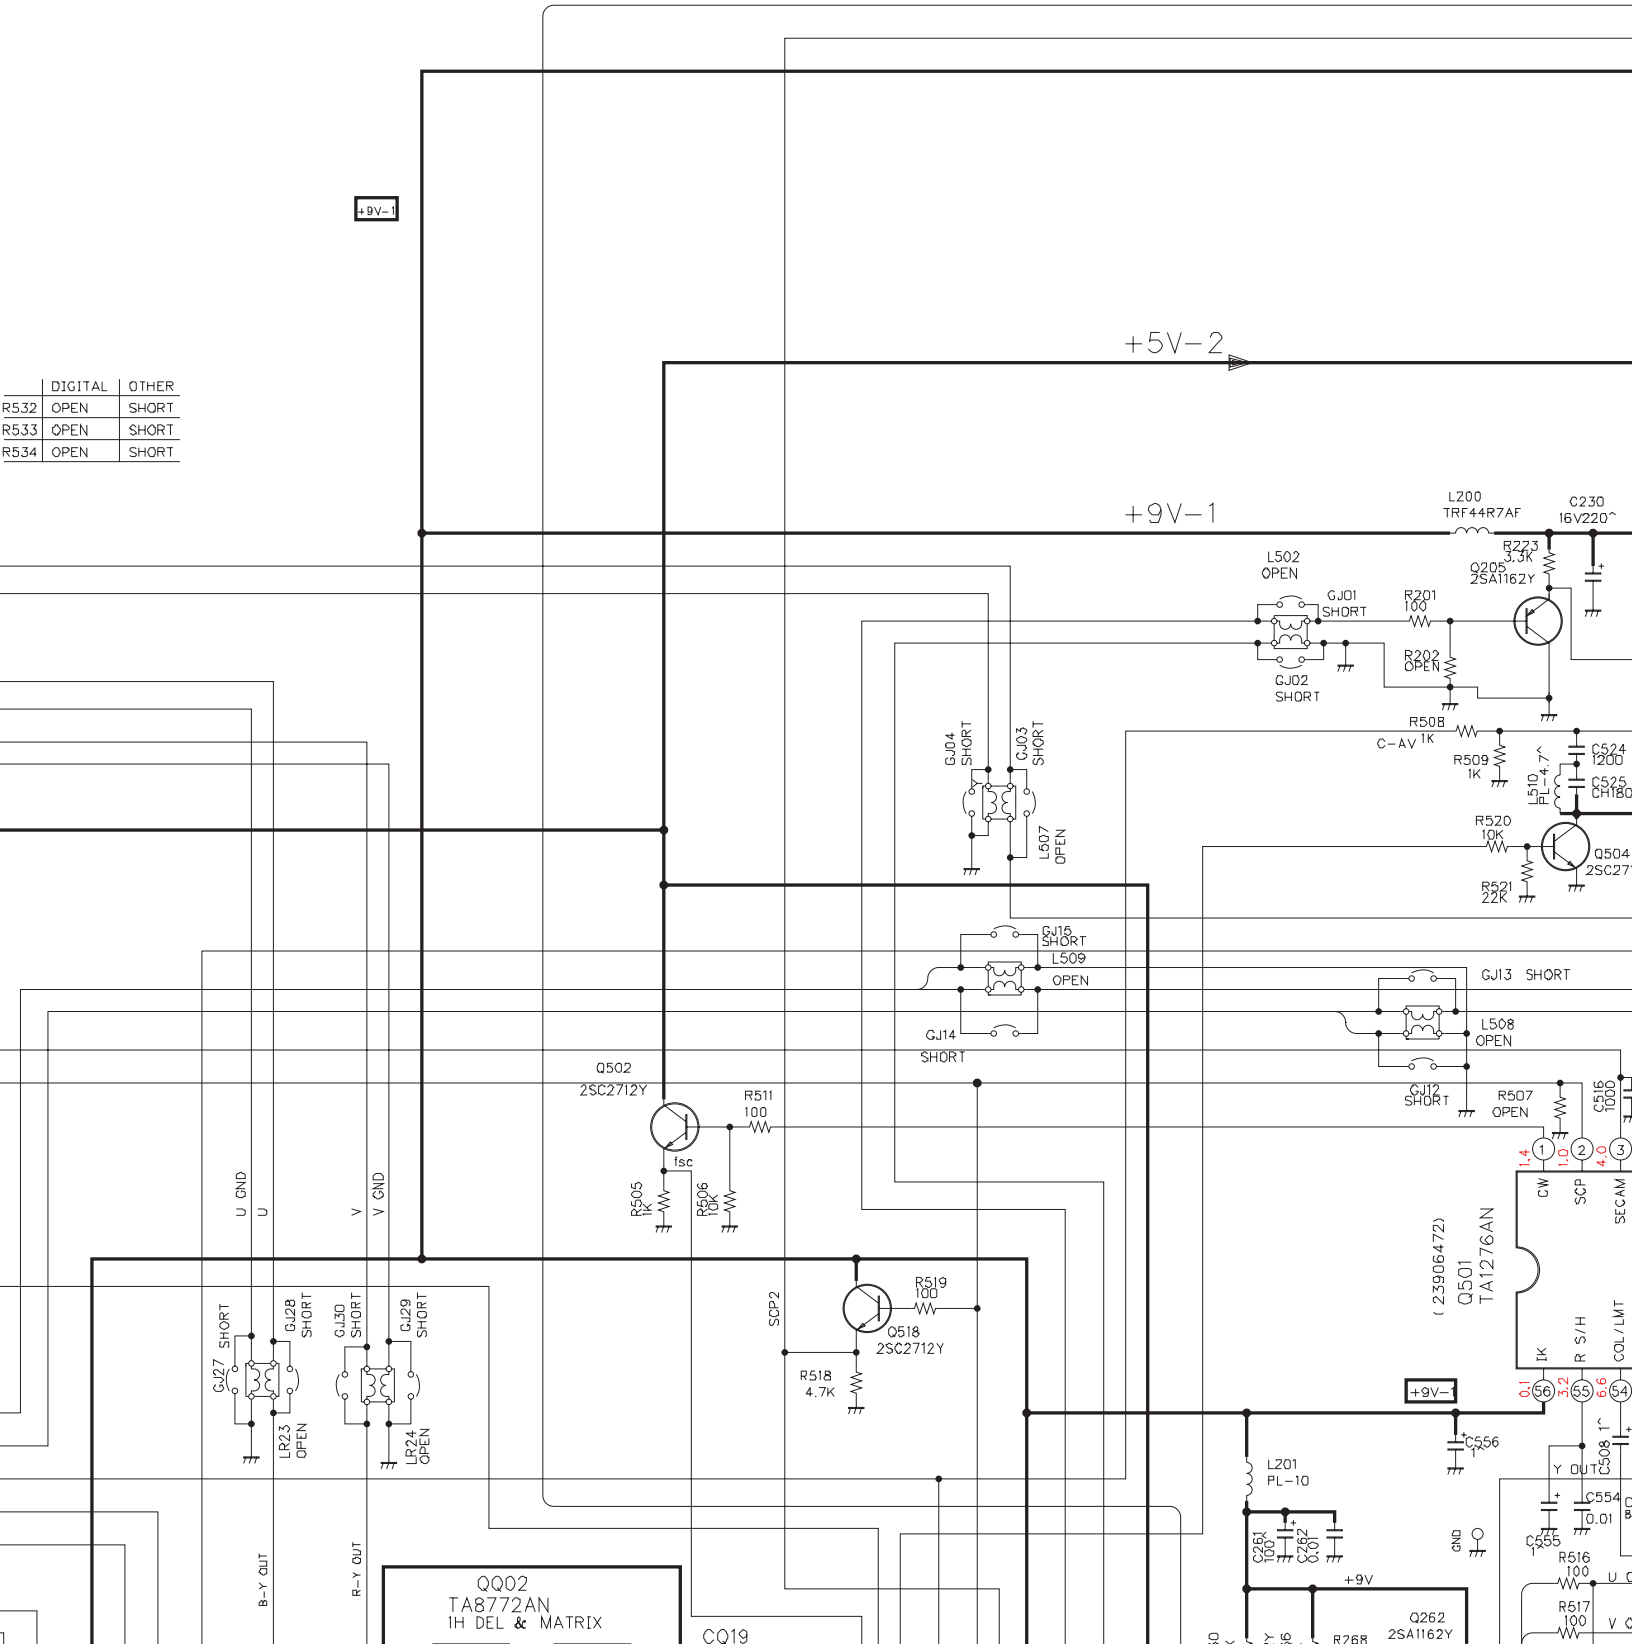 +9V-1
+5V-2
DIGITAL OTHER
R532 OPEN SHORT
R533 OPEN SHORT
R534 OPEN SHORT
+9V-1
L200
TRF44R7AF
C230
16V220^
R223
3.3K
Q205
2SA1162Y
L502
OPEN
GJ01
SHORT
R201
100
R202
OPEN
GJ02
SHORT
R508
1K
C-AV
R509
1K
L510
PL-4.7^
C524
1200
C525
CH180
GJ04
SHORT
GJ03
SHORT
L507
OPEN
R520
10K
Q504
2SC27
R521
22K
GJ15
SHORT
L509
OPEN
GJ13 SHORT
GJ14
SHORT
L508
OPEN
GJ12
SHORT
Q502
2SC2712Y
R511
100
R507
OPEN
C516
1000
fsc
R505
1K
R506
10K
1.4
1
1.0
2
4.0
3
CW
SCP
SECAM
U GND
U
V
V GND
(23906472)
Q501
TA1276AN
R519
100
SCP2
Q518
2SC2712Y
R518
4.7K
GJ27 SHORT
GJ28
SHORT
GJ30
SHORT
GJ29
SHORT
LR23
OPEN
LR24
OPEN
IK
R S/H
COL/LMT
0.1
56
3.2
55
6.6
54
+9V-1
C556
1^
C508 1^
L201
PL-10
Y OUT
C554
0.01
C555
1^
C261
100^
C262
0.01
GND
R516
100
U
R517
100
V
+9V
Q262
2SA1162Y
R268
B-Y OUT
R-Y OUT
QQ02
TA8772AN
1H DEL & MATRIX
CQ19